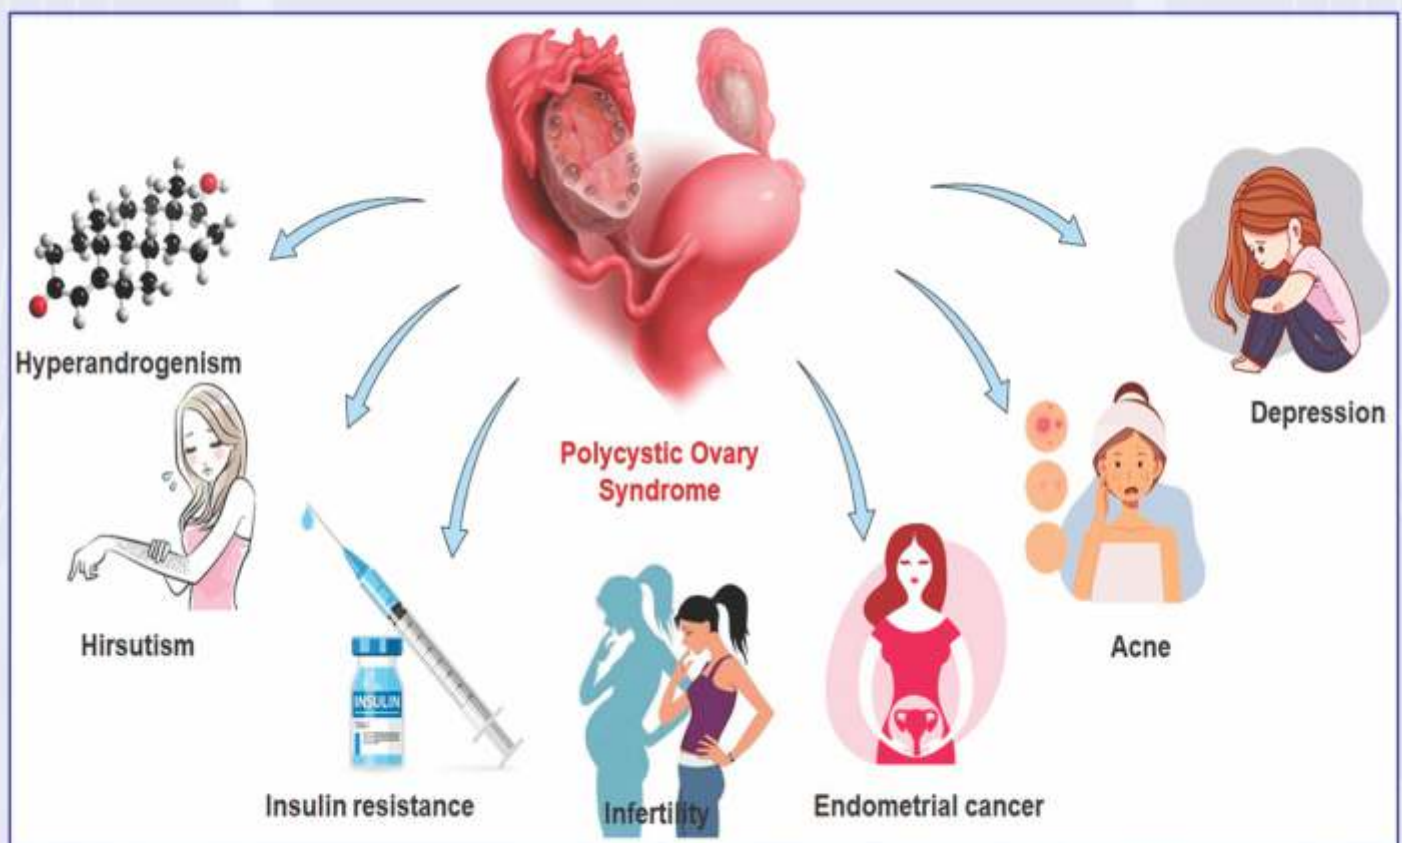 Hyperandrogenism
Depression
Polycystic Ovary
Syndrome
Hirsutism
Acne
INSULIN
Insulin resistance
Infertility
Endometrial cancer